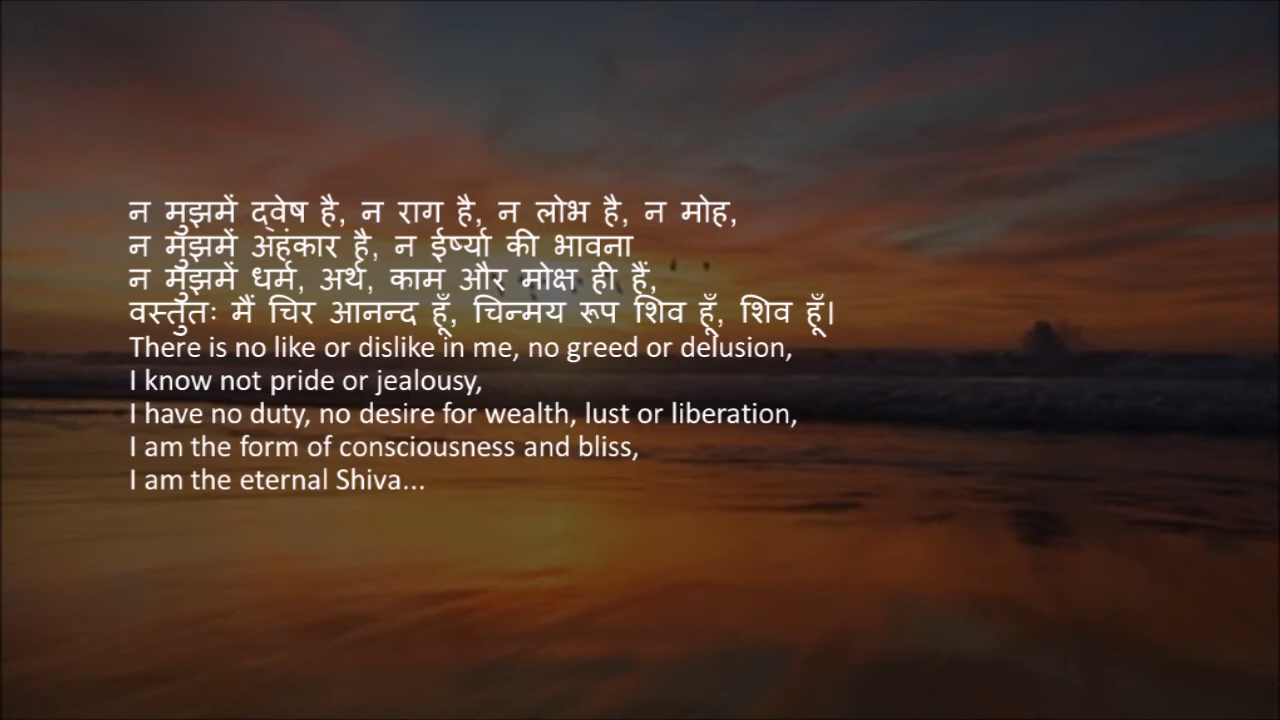 न मुझमें द्वेष है, न राग है, न लोभ है, न मोह,
न मुझमें अहंकार है, न ईर्ष्या की भावना
न मुझमें धर्म, अर्थ, काम और मोक्ष ही हैं,
वस्तुतः मैं चिर आनन्द हूँ, चिन्मय रूप शिव हूँ, शिव हूँ।
There is no like or dislike in me, no greed or delusion,
I know not pride or jealousy,
I have no duty, no desire for wealth, lust or liberation,
I am the form of consciousness and bliss,
I am the eternal Shiva...